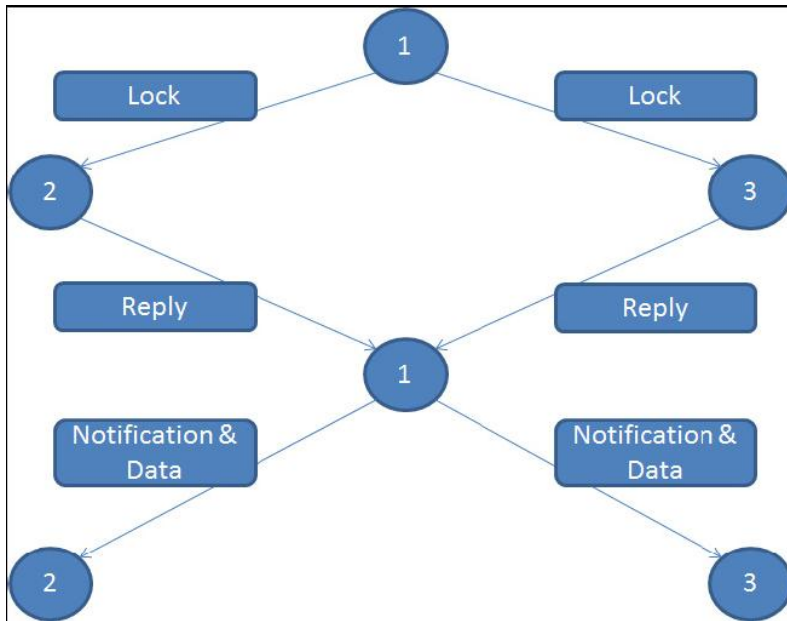 1
Lock
Lock
2
3
Reply
Reply
1
Notification &
Data
Notification &
Data
2
3